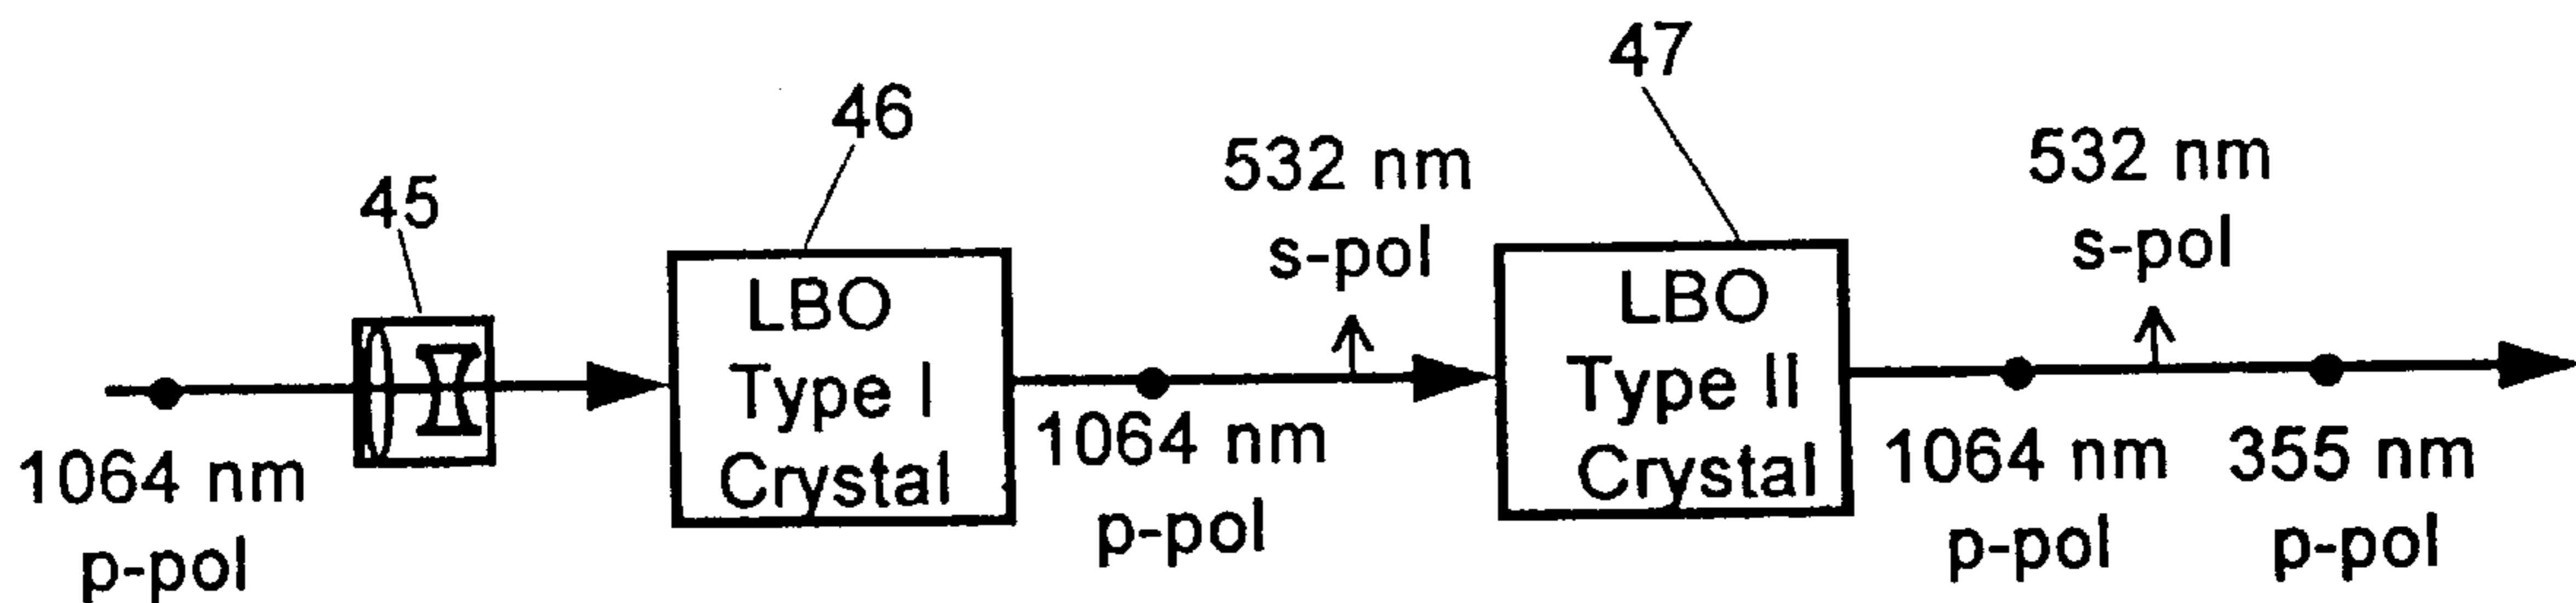 45
1064 nm
p-pol
46
LBO
Type I
Crystal
1064 nm
p-pol
532 nm
s-pol
47
LBO
Type II
Crystal
1064 nm
p-pol
532 nm
s-pol
355 nm
p-pol